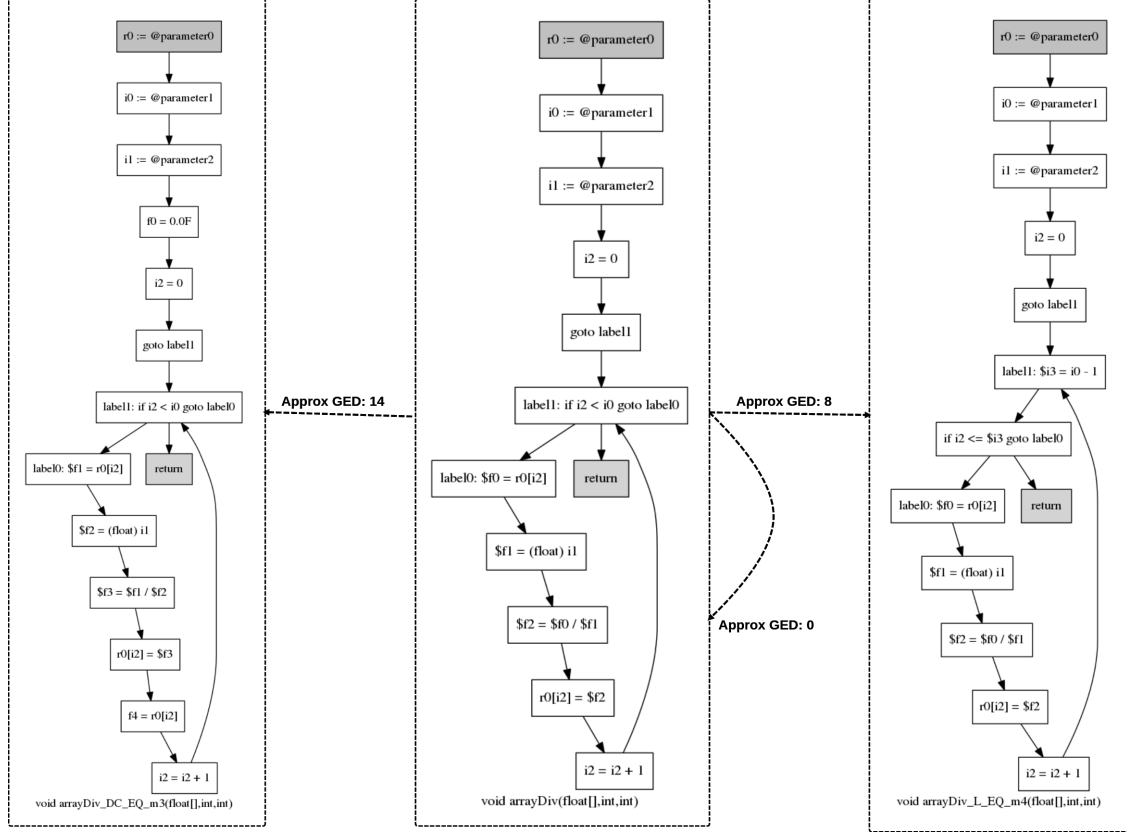 r0 := @parameter0
i0 := @parameter1
i1 := @parameter2
f0 = 0.0F
i2 = 0
goto label1
label1: if i2 < i0 goto label0
label0: $f1 = r0[i2]
return
$f2 = (float) i1
$f3 = $f1 / $f2
r0[i2] = $f3
f4 = r0[i2]
i2 = i2 + 1
void arrayDiv_DC_EQ_m3(float[],int,int)
Approx GED: 14
r0 := @parameter0
i0 := @parameter1
i1 := @parameter2
i2 = 0
goto label1
label1: if i2 < i0 goto label0
label0: $f0 = r0[i2]
return
$f1 = (float) i1
$f2 = $f0 / $f1
r0[i2] = $f2
i2 = i2 + 1
void arrayDiv(float[],int,int)
Approx GED: 8
Approx GED: 0
r0 := @parameter0
i0 := @parameter1
i1 := @parameter2
i2 = 0
goto label1
label1: $i3 = i0 - 1
if i2 <= $i3 goto label0
label0: $f0 = r0[i2]
return
$f1 = (float) i1
$f2 = $f0 / $f1
r0[i2] = $f2
i2 = i2 + 1
void arrayDiv_L_EQ_m4(float[],int,int)